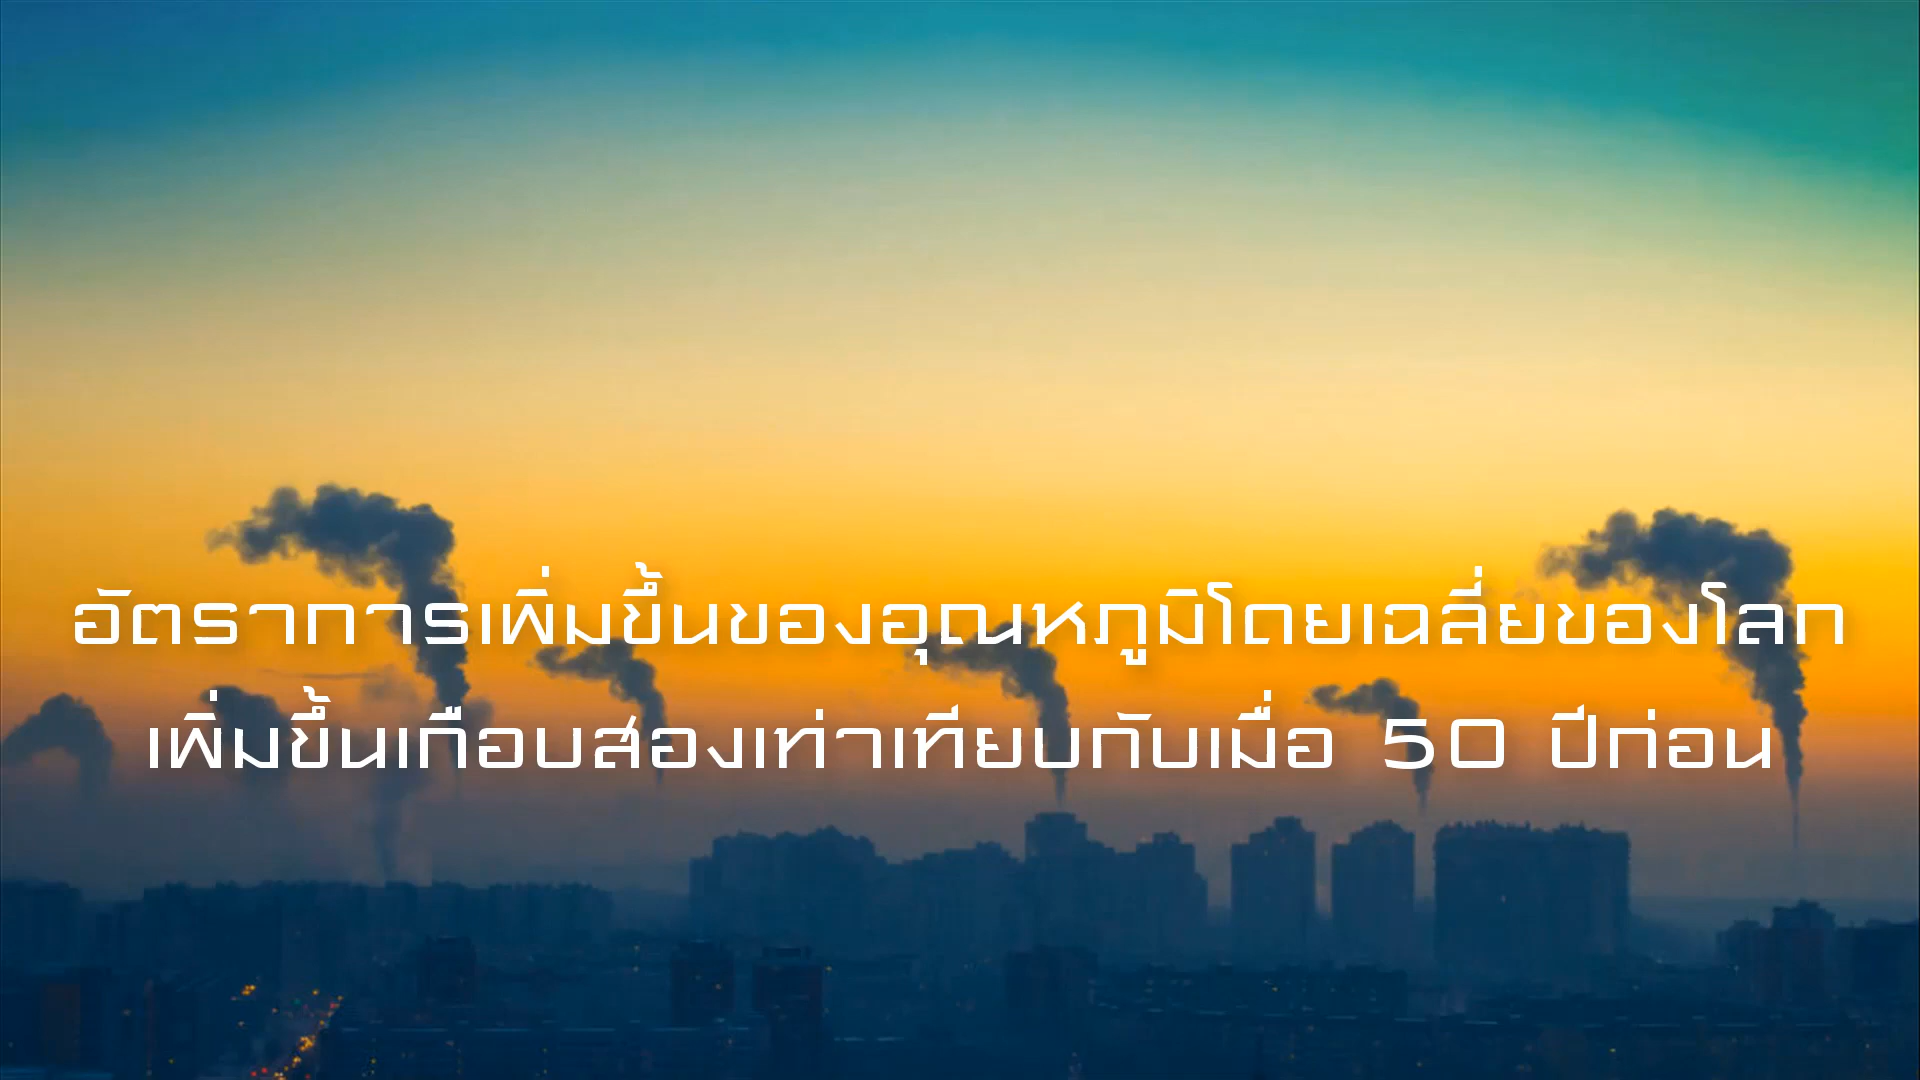 อัตราการเพิ่มขึ้นของอุณหภูมิโดยเฉลี่ยของโลก
เพิ่มขึ้นเกือบสองเท่าเทียบกับเมื่อ 50 ปีก่อน